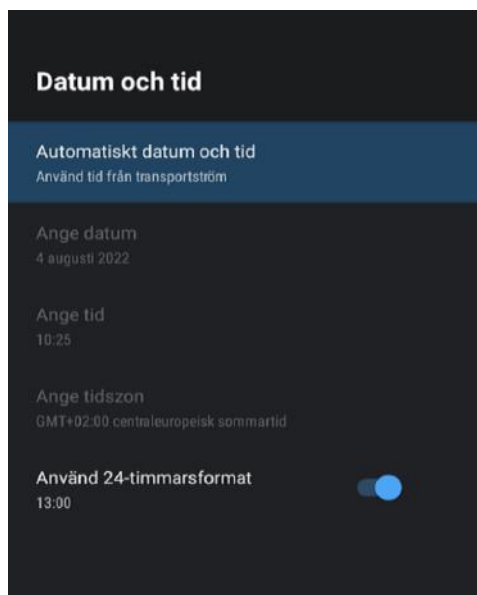 Datum och tid
Automatiskt datum och tid
Använd tid från transportström
Ange datum
4 augusti 2022
Ange tid
10:25
Ange tidszon
GMT+02:00 centraleuropeisk sommartid
Använd 24-timmarsformat
13:00